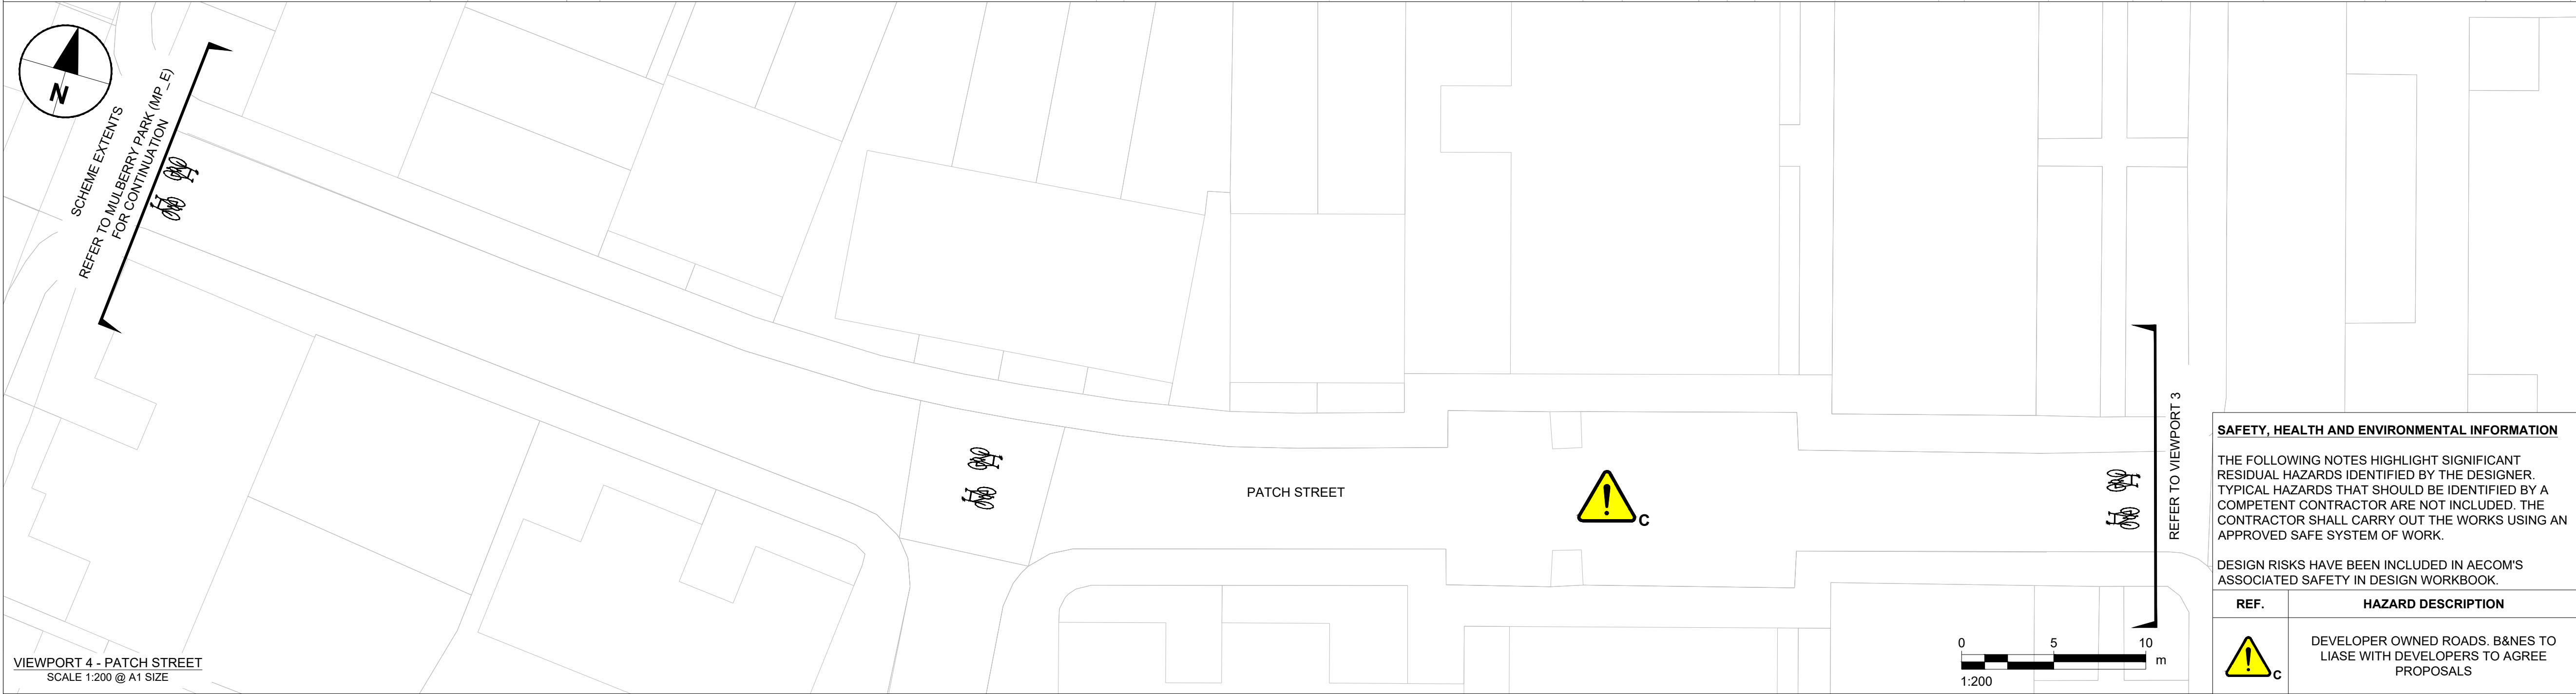 N
SCHEME EXTENTS
REFER TO MULBERRY PARK (MP_E)
FOR CONTINUATION
PATCH STREET
C
REFER TO VIEWPORT 3
VIEWPORT 4 - PATCH STREET
SCALE 1:200 @ A1 SIZE
0 5 10
m
1:200
SAFETY, HEALTH AND ENVIRONMENTAL INFORMATION
THE FOLLOWING NOTES HIGHLIGHT SIGNIFICANT
RESIDUAL HAZARDS IDENTIFIED BY THE DESIGNER.
TYPICAL HAZARDS THAT SHOULD BE IDENTIFIED BY A
COMPETENT CONTRACTOR ARE NOT INCLUDED. THE
CONTRACTOR SHALL CARRY OUT THE WORKS USING AN
APPROVED SAFE SYSTEM OF WORK.
DESIGN RISKS HAVE BEEN INCLUDED IN AECOM'S
ASSOCIATED SAFETY IN DESIGN WORKBOOK.
REF. HAZARD DESCRIPTION
C
DEVELOPER OWNED ROADS. B&NES TO
LIASE WITH DEVELOPERS TO AGREE
PROPOSALS